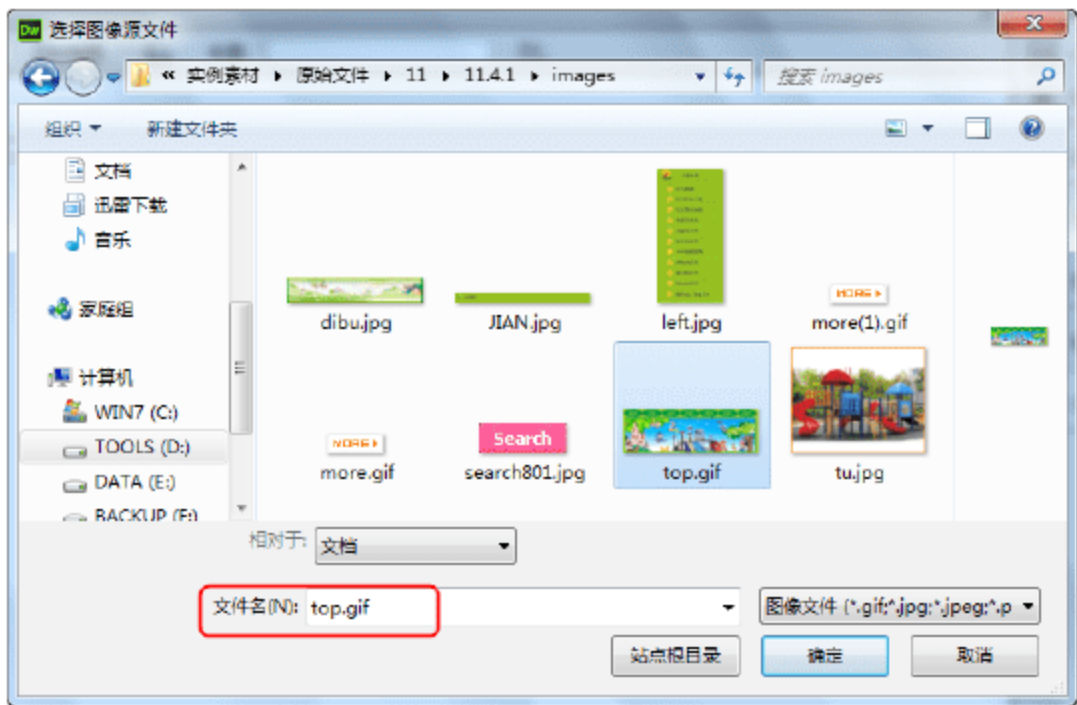 Dw 选择图像源文件
« 实例素材 ▸ 原始文件 ▸ 11 ▸ 11.4.1 ▸ images
搜索 images
组织
新建文件夹
文档
迅雷下载
音乐
家庭组
计算机
WIN7 (C:)
TOOLS (D:)
DATA (E:)
BACKUP (F:)
dibu.jpg
JIAN.jpg
left.jpg
MORE
more(1).gif
MORE
more.gif
Search
search801.jpg
top.gif
tu.jpg
相对于:
文档
文件名(N):
top.gif
图像文件 (*.gif;*.jpg;*.jpeg;*.p
站点根目录
确定
取消